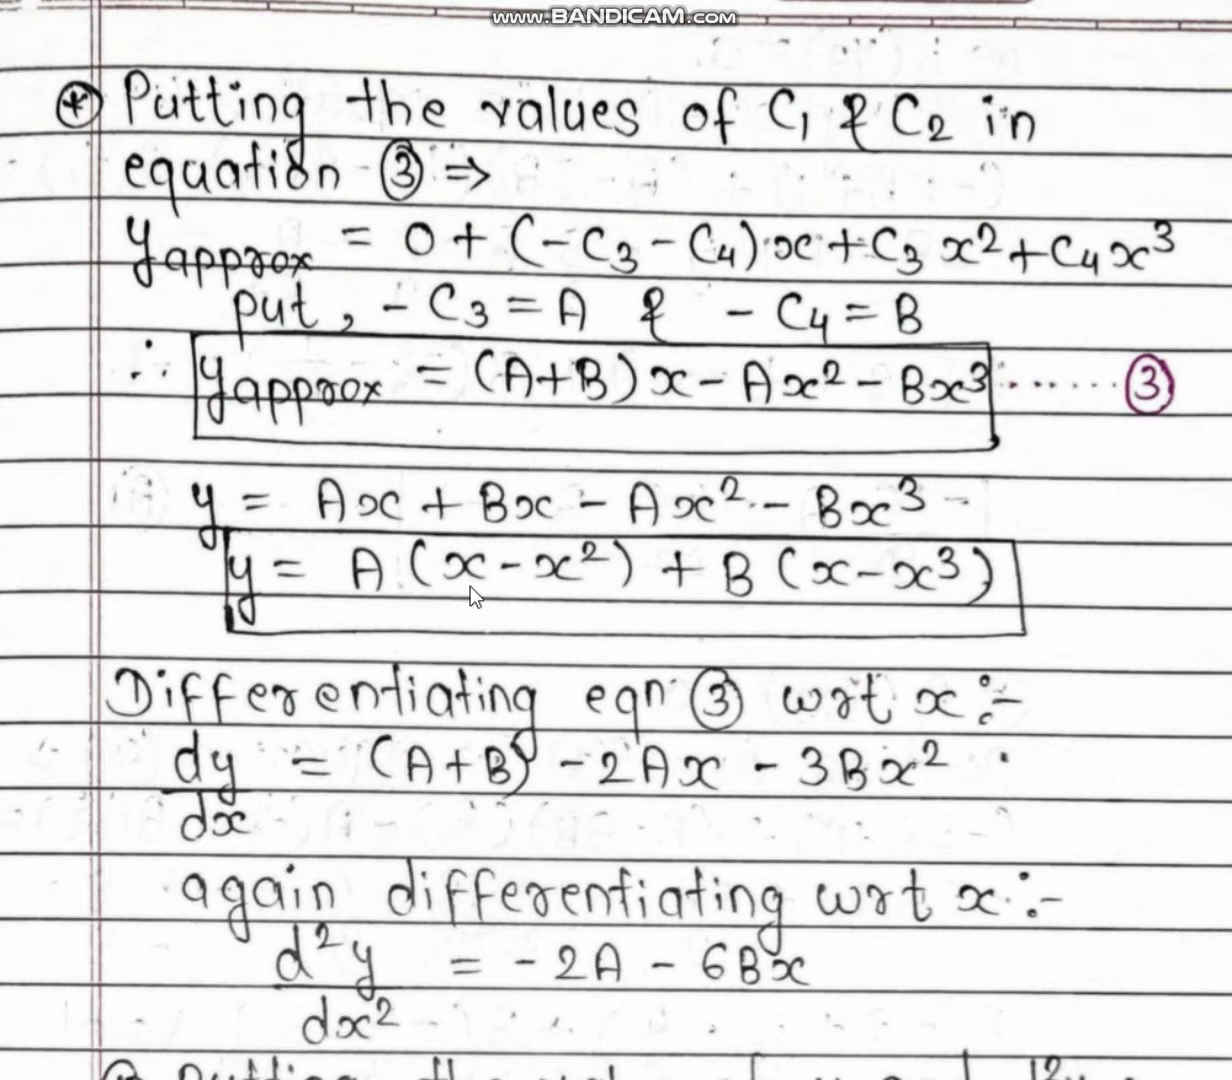 www.BANDICAM.com
* Putting the values of C₁ & C₂ in
equation ③ ⇒
y_approx = 0 + (-C₃ - C₄)x + C₃x² + C₄x³
put, -C₃ = A & -C₄ = B
∴ y_approx = (A+B)x - Ax² - Bx³ ...... ③
y = Ax + Bx - Ax² - Bx³
y = A(x - x²) + B(x - x³)
Differentiating eqn ③ wrt x :-
dy/dx = (A+B) - 2Ax - 3Bx²
again differentiating wrt x :-
d²y/dx² = -2A - 6Bx